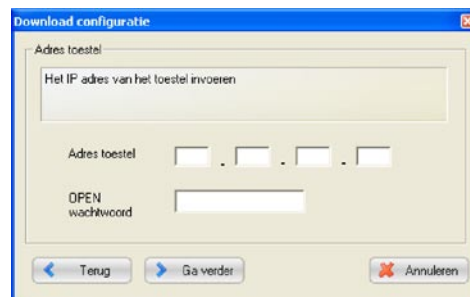 Download configuratie
Adres toestel
Het IP adres van het toestel invoeren
Adres toestel . . .
OPEN
wachtwoord
Terug Ga verder Annuleren